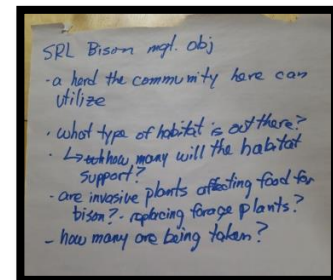 SRL Bison mgt. obj
- a herd the community here can
utilize
· what type of habitat is out there?
· ↳ how many will the habitat
support?
- are invasive plants affecting food for
bison? - replacing forage plants?
- how many are being taken?